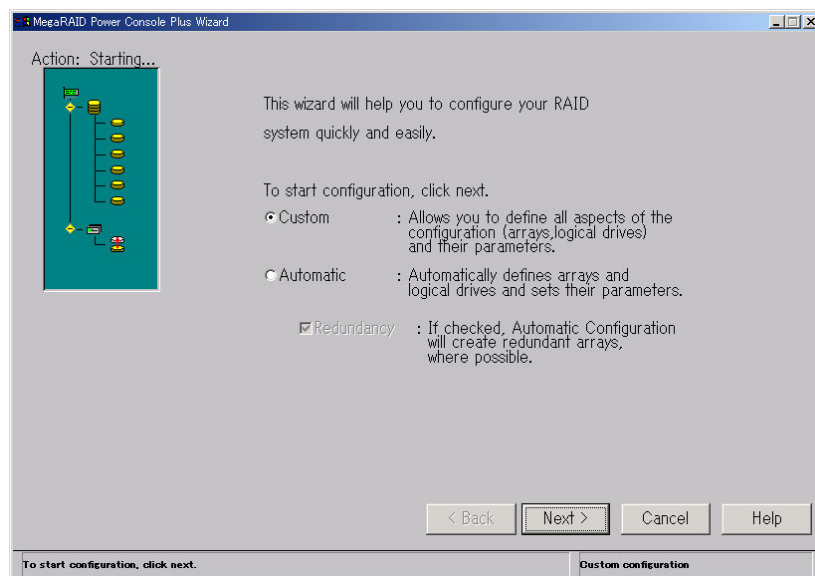 MegaRAID Power Console Plus Wizard
Action: Starting...
This wizard will help you to configure your RAID
system quickly and easily.
To start configuration, click next.
Custom : Allows you to define all aspects of the
configuration (arrays,logical drives)
and their parameters.
Automatic : Automatically defines arrays and
logical drives and sets their parameters.
Redundancy : If checked, Automatic Configuration
will create redundant arrays,
where possible.
< Back Next > Cancel Help
To start configuration, click next. Custom configuration